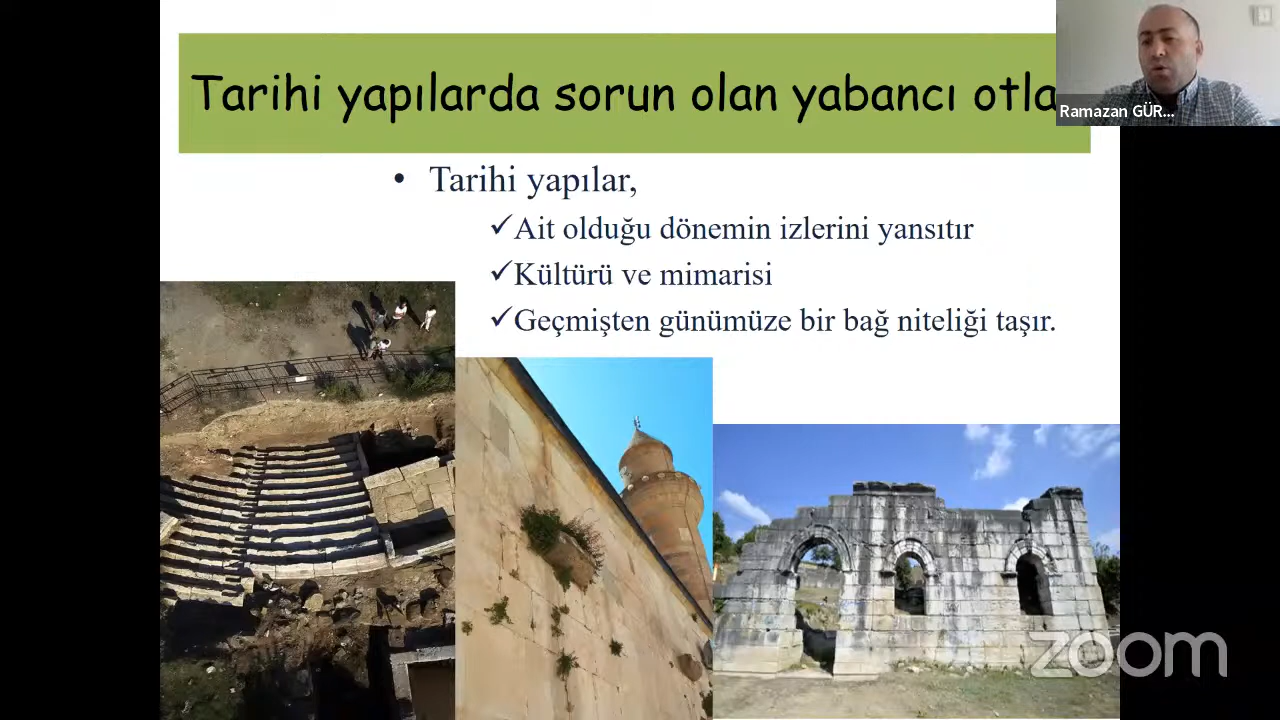 Tarihi yapılarda sorun olan yabancı otla
Ramazan GÜR...
• Tarihi yapılar,
✓Ait olduğu dönemin izlerini yansıtır
✓Kültürü ve mimarisi
✓Geçmişten günümüze bir bağ niteliği taşır.
zoom